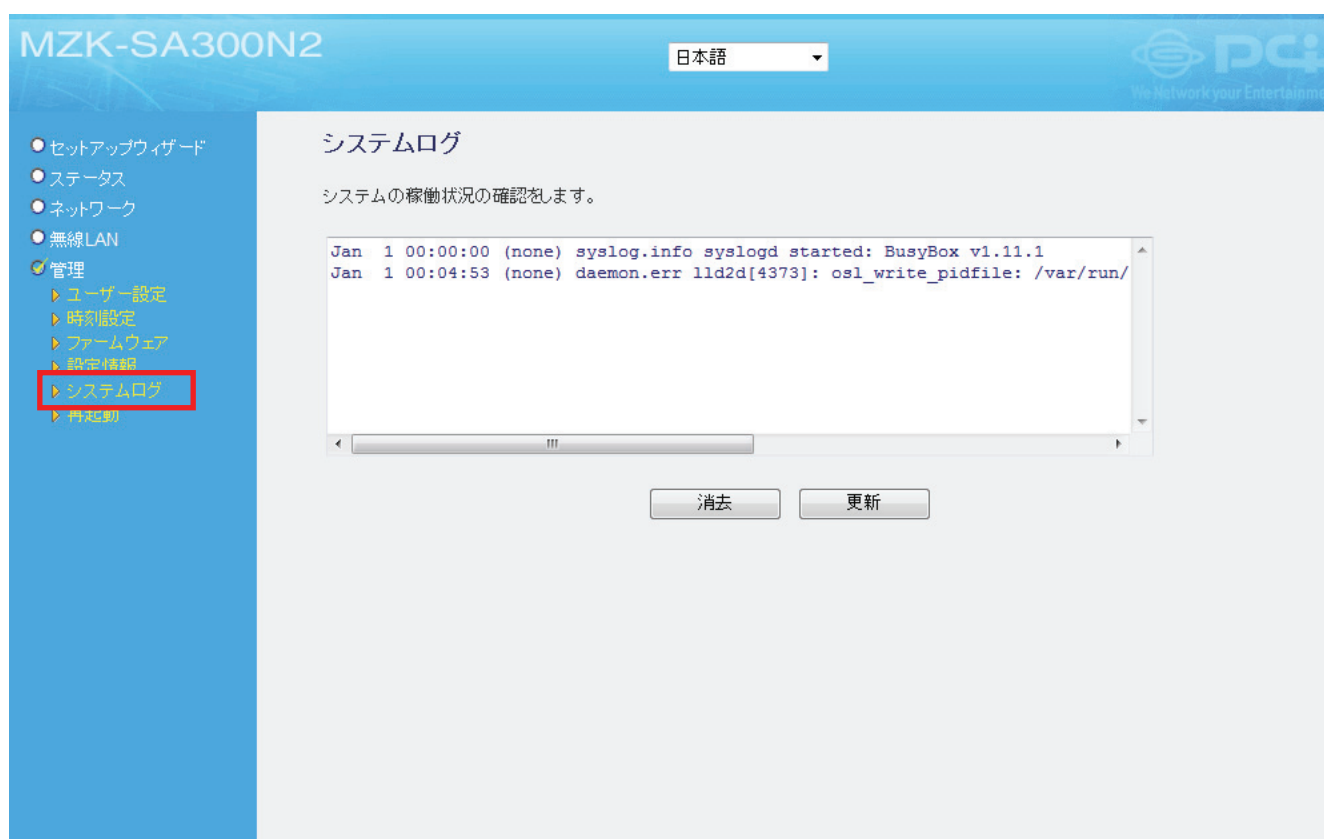 MZK-SA300N2
日本語
PCi
We Network your Entertainme
セットアップウィザード
ステータス
ネットワーク
無線LAN
管理
ユーザー設定
時刻設定
ファームウェア
設定情報
システムログ
再起動
システムログ
システムの稼働状況の確認をします。
Jan 1 00:00:00 (none) syslog.info syslogd started: BusyBox v1.11.1
Jan 1 00:04:53 (none) daemon.err lld2d[4373]: osl_write_pidfile: /var/run/
消去
更新